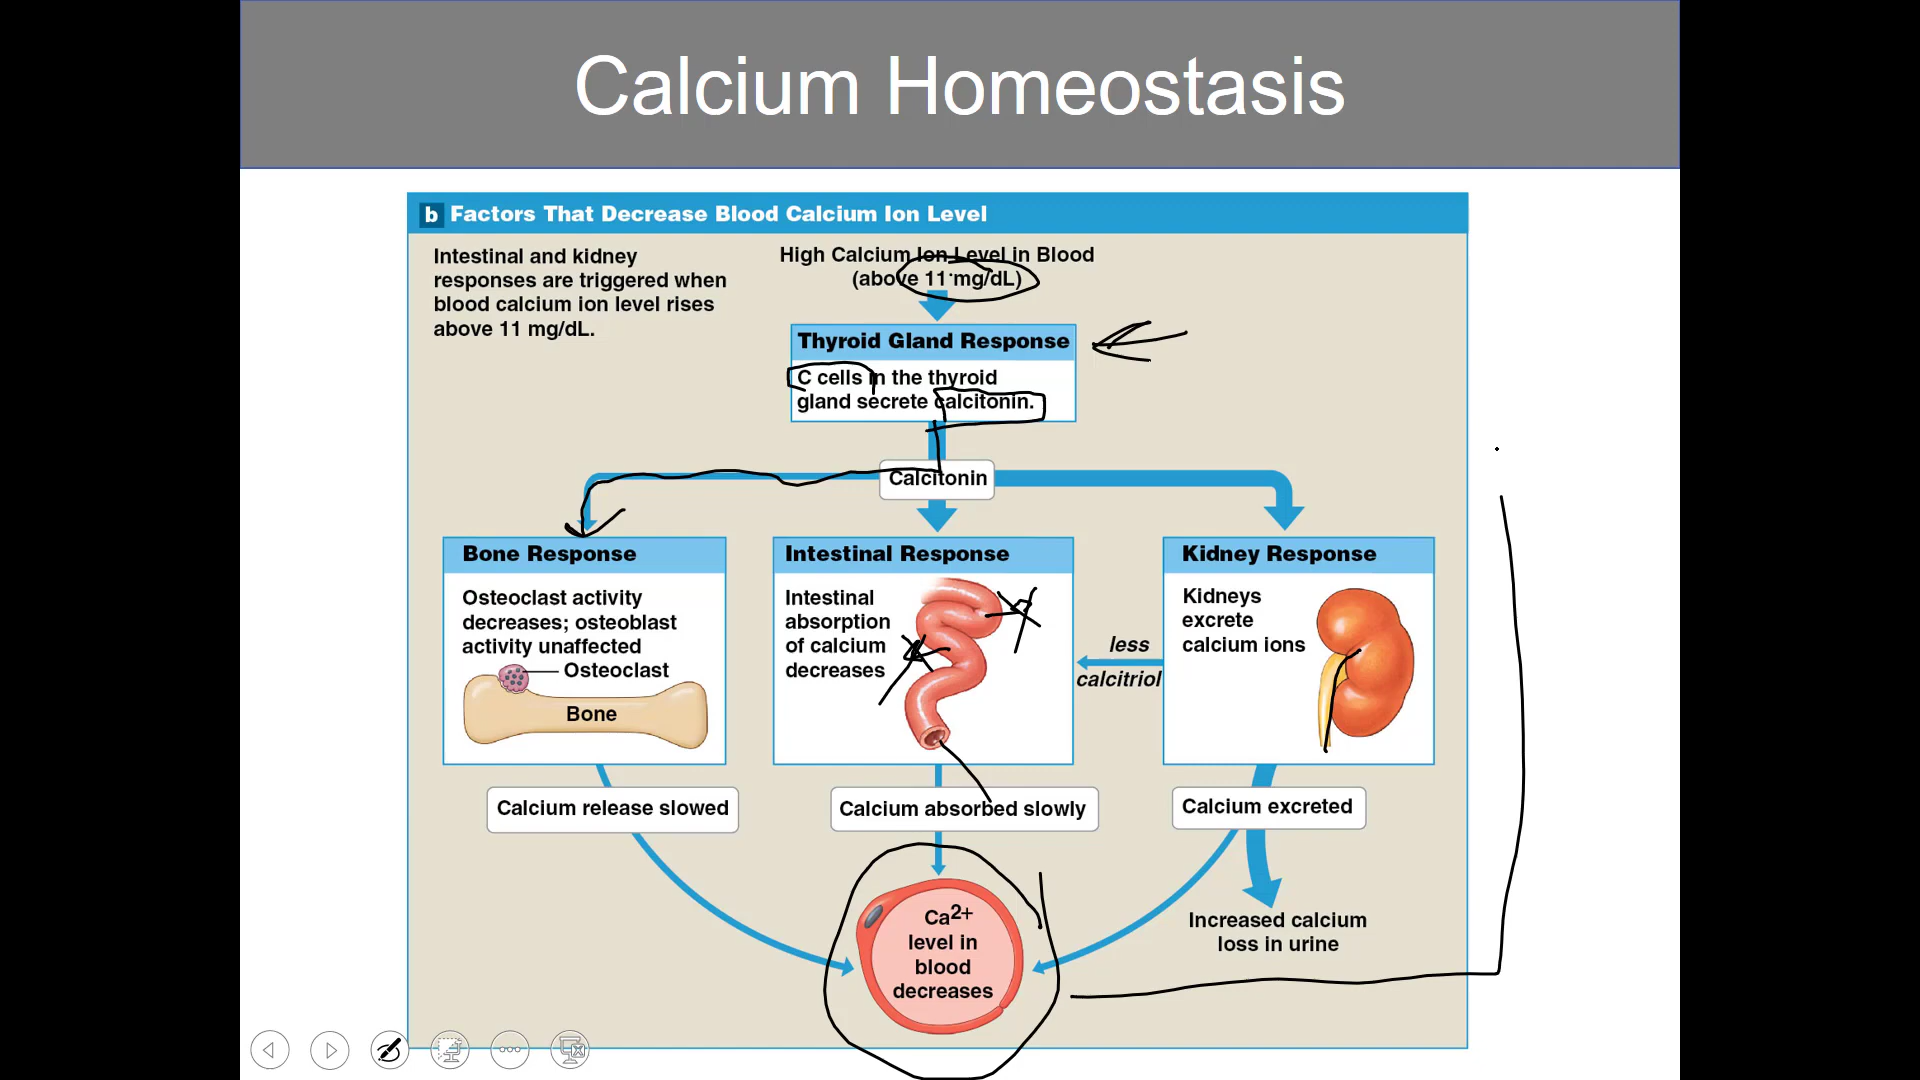 Calcium Homeostasis
b Factors That Decrease Blood Calcium Ion Level
Intestinal and kidney
responses are triggered when
blood calcium ion level rises
above 11 mg/dL.
High Calcium Ion Level in Blood
(above 11 mg/dL)
Thyroid Gland Response
C cells in the thyroid
gland secrete calcitonin.
Calcitonin
Bone Response
Osteoclast activity
decreases; osteoblast
activity unaffected
Osteoclast
Bone
Intestinal Response
Intestinal
absorption
of calcium
decreases
less
calcitriol
Kidney Response
Kidneys
excrete
calcium ions
Calcium release slowed
Calcium absorbed slowly
Calcium excreted
Ca2+
level in
blood
decreases
Increased calcium
loss in urine